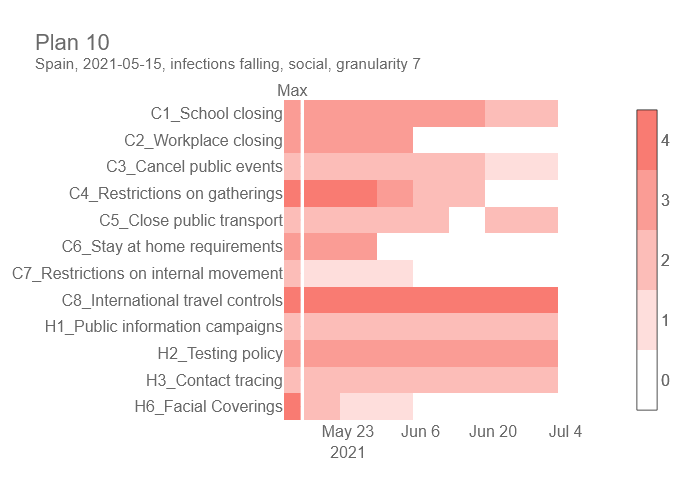 Plan 10
Spain, 2021-05-15, infections falling, social, granularity 7
Max
C1_School closing
C2_Workplace closing
C3_Cancel public events
C4_Restrictions on gatherings
C5_Close public transport
C6_Stay at home requirements
C7_Restrictions on internal movement
C8_International travel controls
H1_Public information campaigns
H2_Testing policy
H3_Contact tracing
H6_Facial Coverings
May 23 Jun 6 Jun 20 Jul 4
2021
4
3
2
1
0